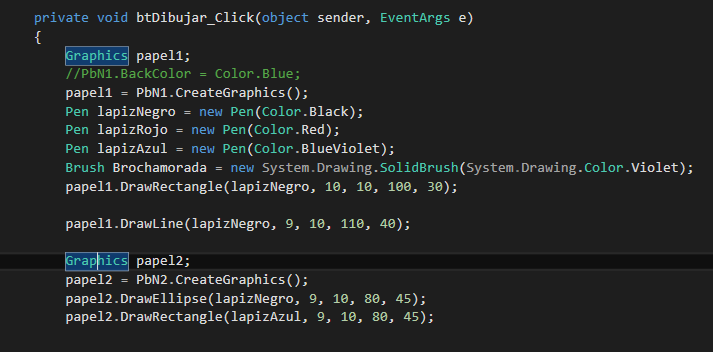 private void btDibujar_Click(object sender, EventArgs e)
{
Graphics papel1;
//PbN1.BackColor = Color.Blue;
papel1 = PbN1.CreateGraphics();
Pen lapizNegro = new Pen(Color.Black);
Pen lapizRojo = new Pen(Color.Red);
Pen lapizAzul = new Pen(Color.BlueViolet);
Brush Brochamorada = new System.Drawing.SolidBrush(System.Drawing.Color.Violet);
papel1.DrawRectangle(lapizNegro, 10, 10, 100, 30);
papel1.DrawLine(lapizNegro, 9, 10, 110, 40);
Graphics papel2;
papel2 = PbN2.CreateGraphics();
papel2.DrawEllipse(lapizNegro, 9, 10, 80, 45);
papel2.DrawRectangle(lapizAzul, 9, 10, 80, 45);